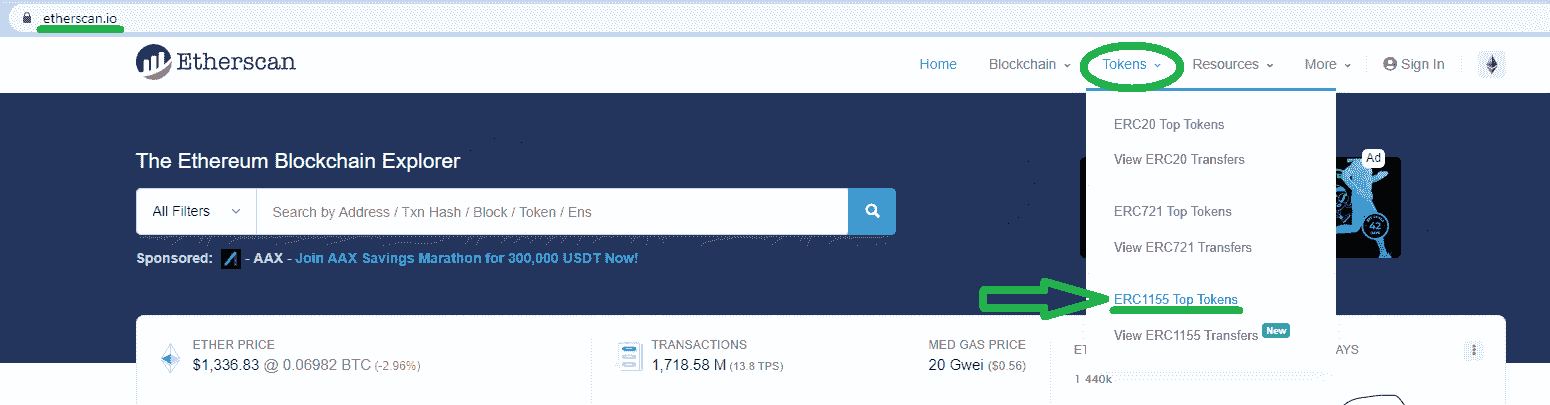 etherscan.io
Etherscan
Home Blockchain Tokens Resources More Sign In
ERC20 Top Tokens
View ERC20 Transfers
ERC721 Top Tokens
View ERC721 Transfers
ERC1155 Top Tokens
View ERC1155 Transfers New
The Ethereum Blockchain Explorer
Ad
All Filters Search by Address / Txn Hash / Block / Token / Ens
42
DAYS
Sponsored: - AAX - Join AAX Savings Marathon for 300,000 USDT Now!
ETHER PRICE
$1,336.83 @ 0.06982 BTC (-2.96%)
TRANSACTIONS
1,718.58 M (13.8 TPS)
MED GAS PRICE
20 Gwei ($0.56)
AYS
1 440k